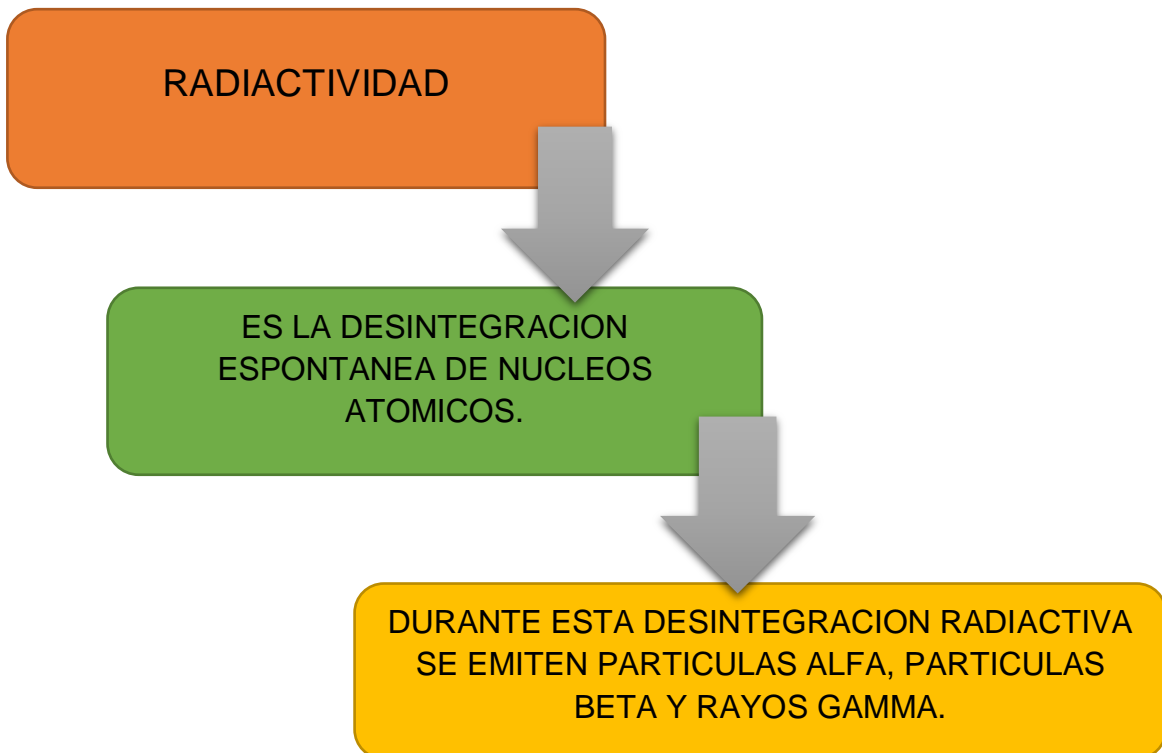 RADIACTIVIDAD
ES LA DESINTEGRACION
ESPONTANEA DE NUCLEOS
ATOMICOS.
DURANTE ESTA DESINTEGRACION RADIACTIVA
SE EMITEN PARTICULAS ALFA, PARTICULAS
BETA Y RAYOS GAMMA.